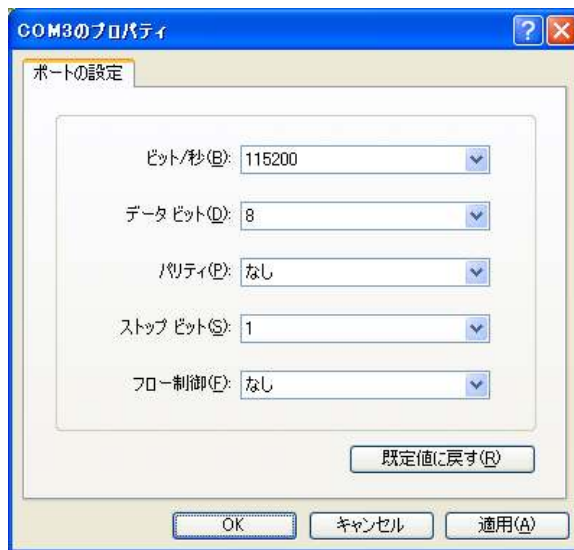 COM3のプロパティ
ポートの設定
ビット/秒(B): 115200
データ ビット(D): 8
パリティ(P): なし
ストップ ビット(S): 1
フロー制御(F): なし
既定値に戻す(R)
OK キャンセル 適用(A)